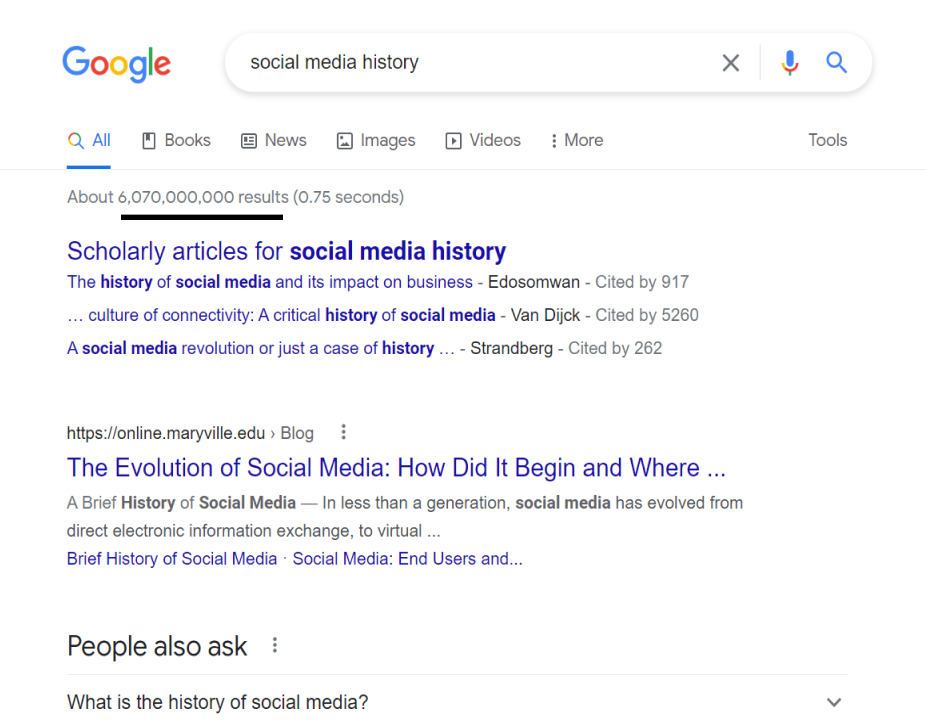 Google
social media history
All Books News Images Videos More Tools
About 6,070,000,000 results (0.75 seconds)
Scholarly articles for social media history
The history of social media and its impact on business - Edosomwan - Cited by 917
… culture of connectivity: A critical history of social media - Van Dijck - Cited by 5260
A social media revolution or just a case of history … - Strandberg - Cited by 262
https://online.maryville.edu › Blog
The Evolution of Social Media: How Did It Begin and Where ...
A Brief History of Social Media — In less than a generation, social media has evolved from
direct electronic information exchange, to virtual ...
Brief History of Social Media · Social Media: End Users and...
People also ask
What is the history of social media?